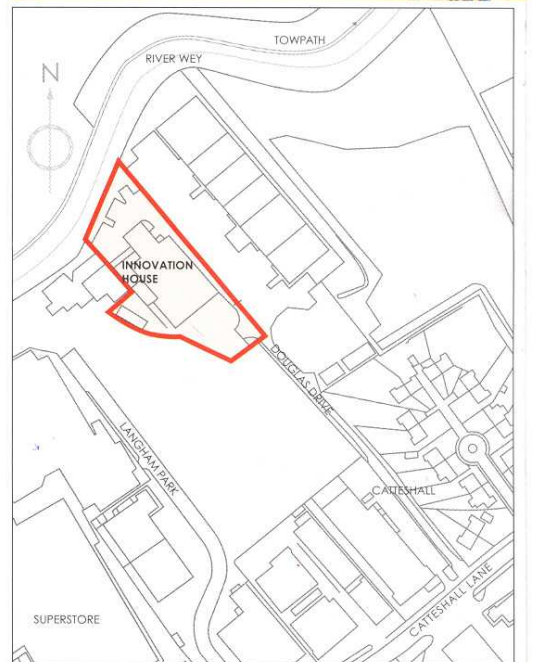 TOWPATH
RIVER WEY
N
INNOVATION
HOUSE
DOUGLAS DRIVE
LANGHAM PARK
CATTESHALL
CATTESHALL LANE
SUPERSTORE